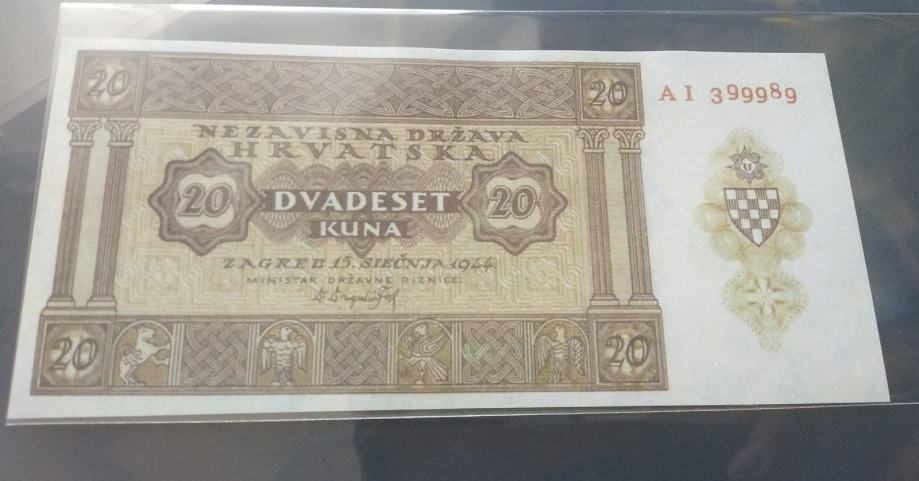 20
20
A I 399989
NEZAVISNA DRŽAVA
HRVATSKA
U
20
DVADESET
20
KUNA
ZAGREB 15. SIEČNJA 1944.
MINISTAR DRŽAVNE RIZNICE:
20
20